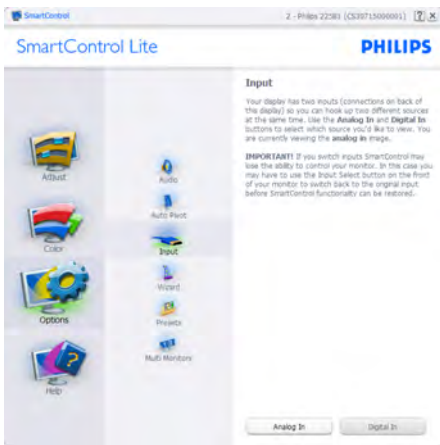 SmartControl
2 - Philips 225B1 (CS30715000001)
SmartControl Lite
PHILIPS
Adjust
Color
Options
Help
Audio
Auto Pivot
Input
Wizard
Presets
Multi Monitors
Input
Your display has two inputs (connections on back of
this display) so you can hook up two different sources
at the same time. Use the Analog In and Digital In
buttons to select which source you'd like to view. You
are currently viewing the analog in image.
IMPORTANT! If you switch inputs SmartControl may
lose the ability to control your monitor. In this case you
may have to use the Input Select button on the front
of your monitor to switch back to the original input
before SmartControl functionality can be restored.
Analog In
Digital In